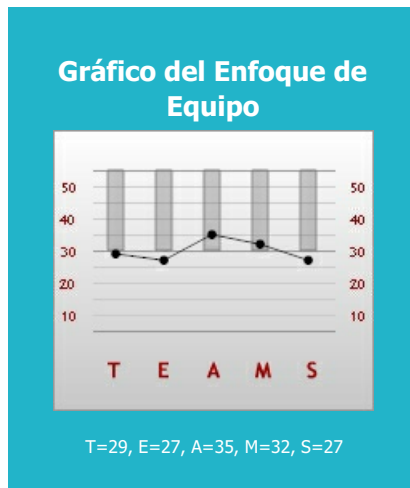 Gráfico del Enfoque de
Equipo
50 50
40 40
30 30
20 20
10 10
T E A M S
T=29, E=27, A=35, M=32, S=27